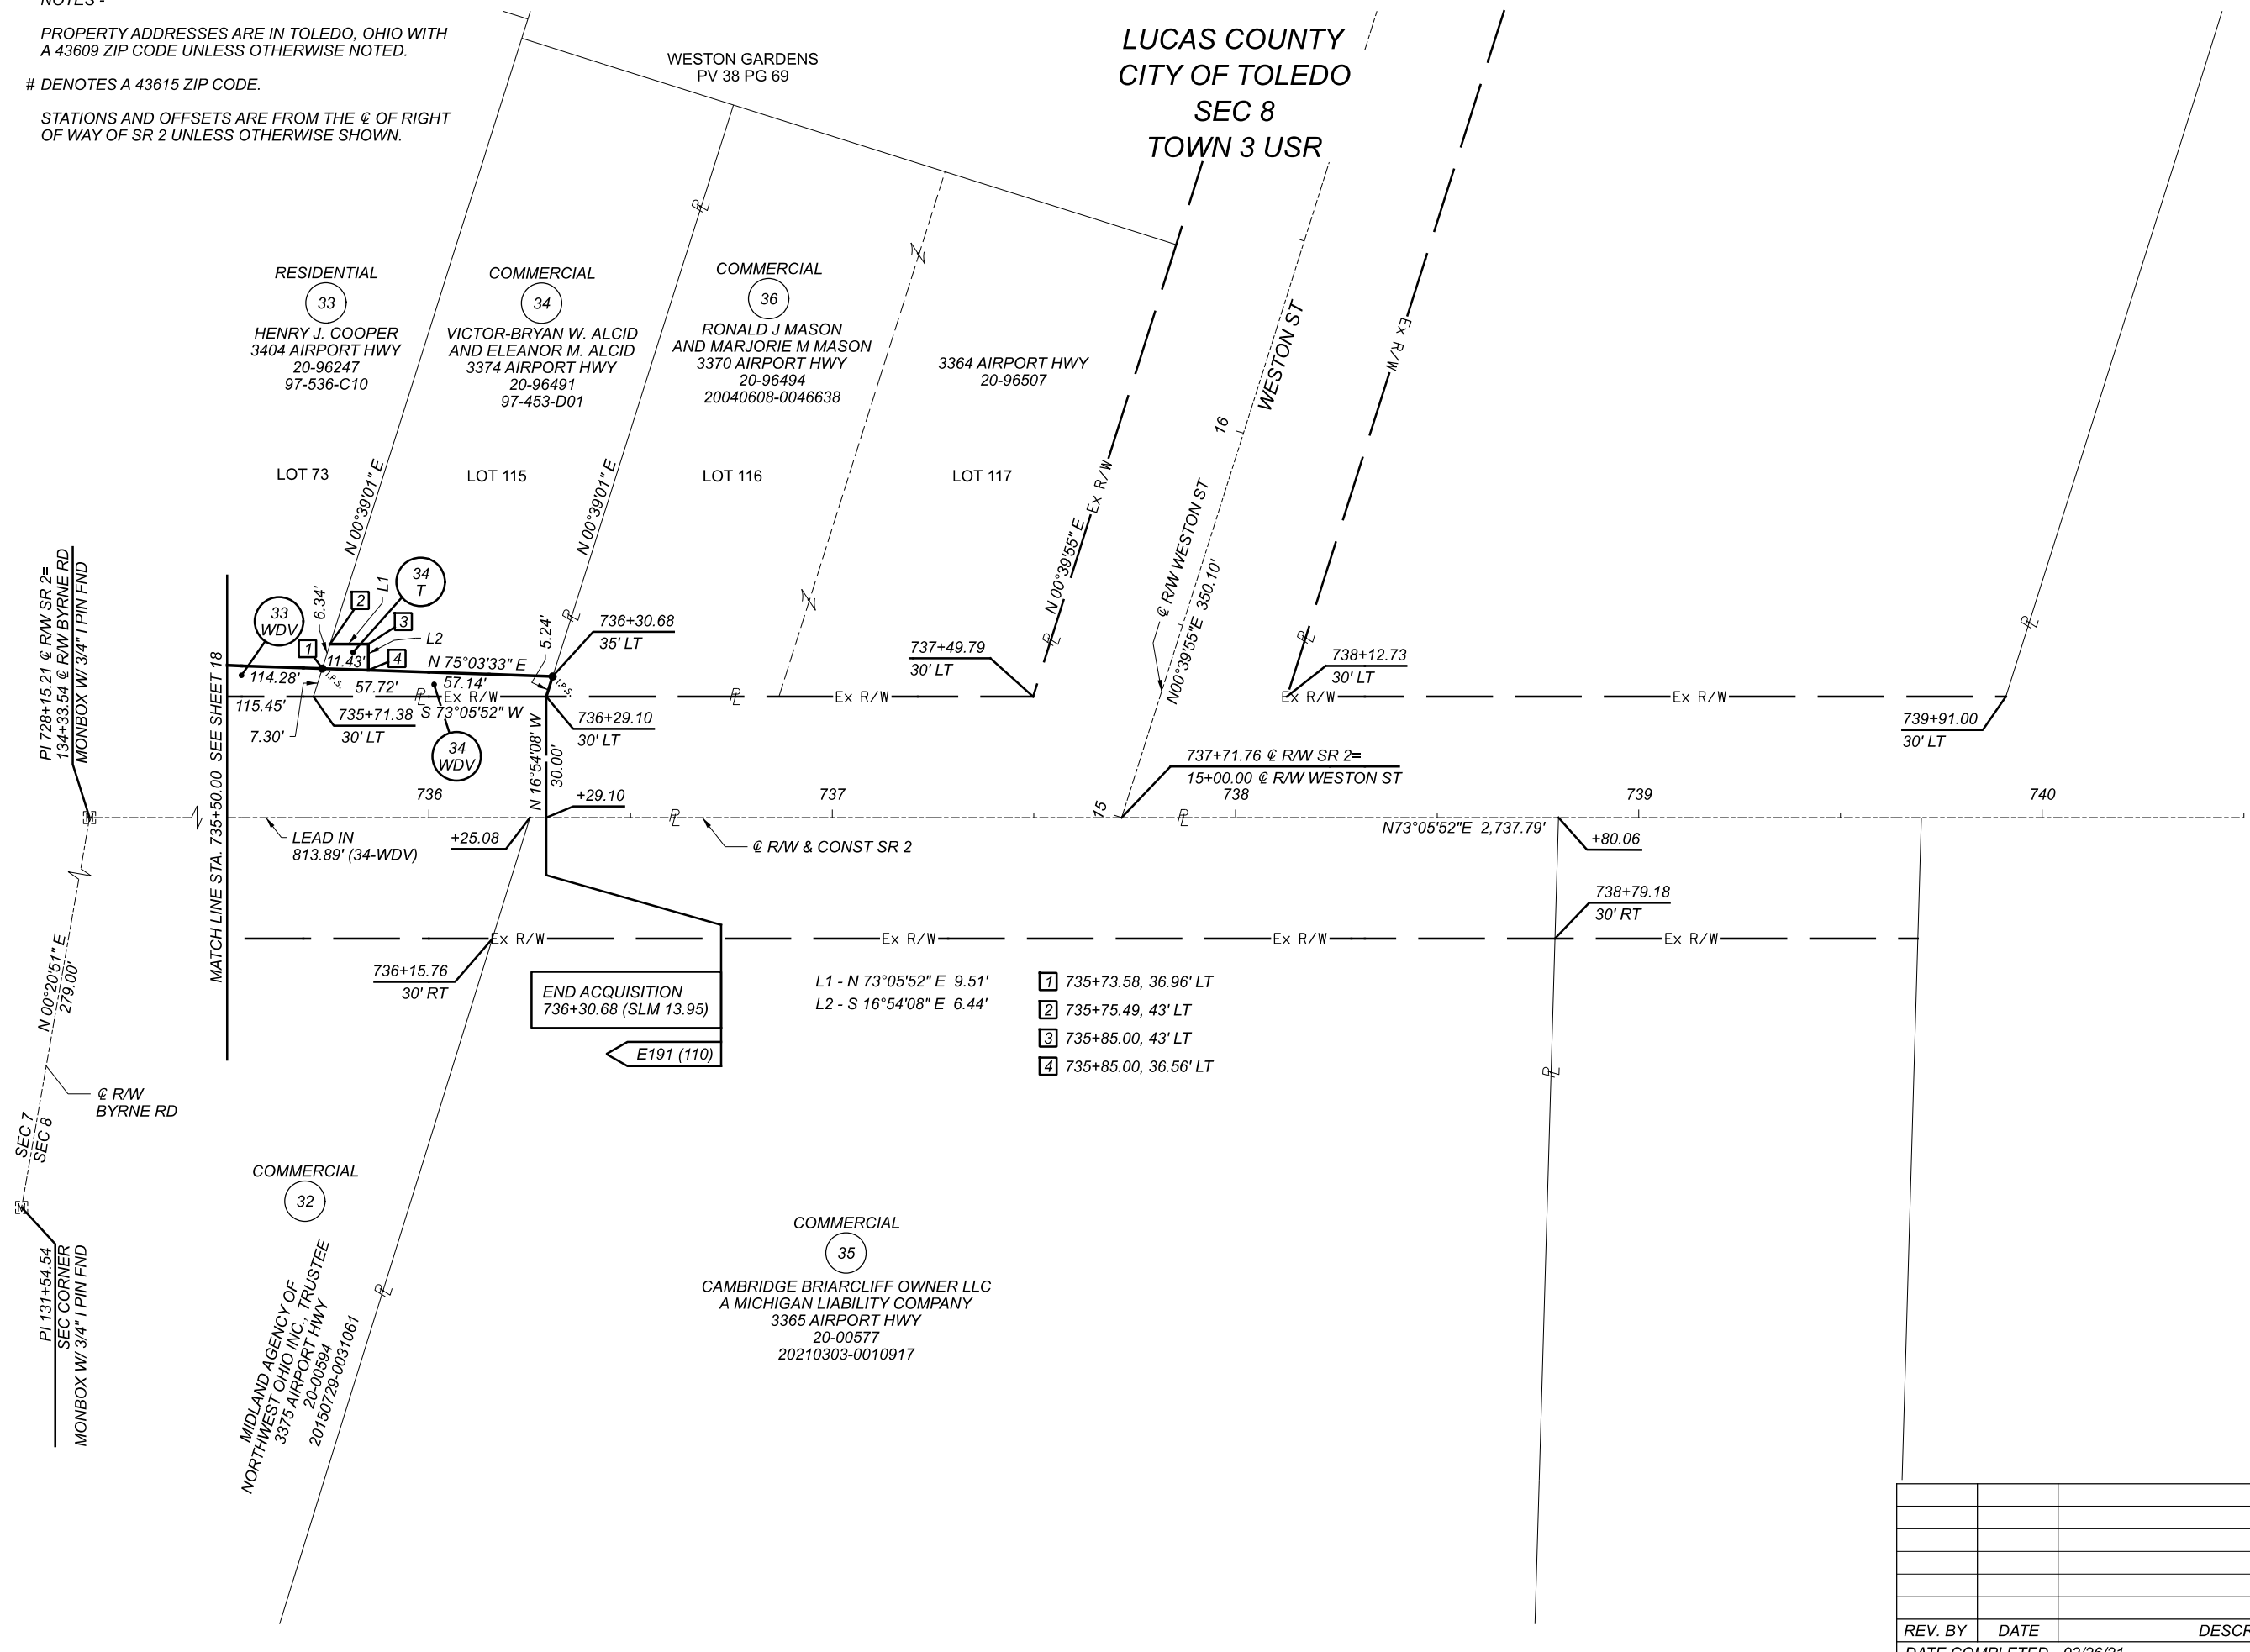 NOTES -
PROPERTY ADDRESSES ARE IN TOLEDO, OHIO WITH
A 43609 ZIP CODE UNLESS OTHERWISE NOTED.
# DENOTES A 43615 ZIP CODE.
STATIONS AND OFFSETS ARE FROM THE ℄ OF RIGHT
OF WAY OF SR 2 UNLESS OTHERWISE SHOWN.
WESTON GARDENS
PV 38 PG 69
LUCAS COUNTY
CITY OF TOLEDO
SEC 8
TOWN 3 USR
RESIDENTIAL
33
HENRY J. COOPER
3404 AIRPORT HWY
20-96247
97-536-C10
COMMERCIAL
34
VICTOR-BRYAN W. ALCID
AND ELEANOR M. ALCID
3374 AIRPORT HWY
20-96491
97-453-D01
COMMERCIAL
36
RONALD J MASON
AND MARJORIE M MASON
3370 AIRPORT HWY
20-96494
20040608-0046638
3364 AIRPORT HWY
20-96507
LOT 73
LOT 115
LOT 116
LOT 117
N 00°39'01" E
N 00°39'01" E
N 00°39'55" E
Ex R/W
16
WESTON ST
Ex R/W
℄ R/W WESTON ST
N00°39'55"E 350.10'
PI 728+15.21 ℄ R/W SR 2=
134+33.54 ℄ R/W BYRNE RD
MONBOX W/ 3/4" I PIN FND
MATCH LINE STA. 735+50.00 SEE SHEET 18
33
WDV
34
T
6.34'
L1
2
3
1
L2
4
11.43'
I.P.S.
N 75°03'33" E
5.24'
I.P.S.
736+30.68
35' LT
114.28'
57.72'
57.14'
115.45'
7.30'
735+71.38
30' LT
Ex R/W
S 73°05'52" W
34
WDV
736+29.10
30' LT
N 16°54'08" W
30.00'
Ex R/W
737+49.79
30' LT
738+12.73
30' LT
Ex R/W
Ex R/W
739+91.00
30' LT
737+71.76 ℄ R/W SR 2=
15+00.00 ℄ R/W WESTON ST
736
+29.10
737
15
738
739
740
LEAD IN
813.89' (34-WDV)
+25.08
℄ R/W & CONST SR 2
N73°05'52"E 2,737.79'
+80.06
738+79.18
30' RT
Ex R/W
Ex R/W
Ex R/W
Ex R/W
736+15.76
30' RT
END ACQUISITION
736+30.68 (SLM 13.95)
E191 (110)
L1 - N 73°05'52" E 9.51'
L2 - S 16°54'08" E 6.44'
1 735+73.58, 36.96' LT
2 735+75.49, 43' LT
3 735+85.00, 43' LT
4 735+85.00, 36.56' LT
N 00°20'51" E
279.00'
℄ R/W
BYRNE RD
SEC 7
SEC 8
PI 131+54.54
SEC CORNER
MONBOX W/ 3/4" I PIN FND
COMMERCIAL
32
MIDLAND AGENCY OF
NORTHWEST OHIO INC., TRUSTEE
3375 AIRPORT HWY
20-00594
20150729-0031061
COMMERCIAL
35
CAMBRIDGE BRIARCLIFF OWNER LLC
A MICHIGAN LIABILITY COMPANY
3365 AIRPORT HWY
20-00577
20210303-0010917
REV. BY DATE DESCR
DATE COMPLETED 03/26/21